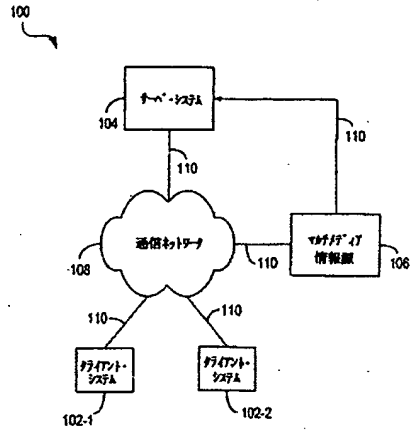 100
サーバ・システム
104
110
110
通信ネットワーク
108
マルチメディア
情報源
106
110
110
110
クライアント・
システム
102-1
クライアント・
システム
102-2